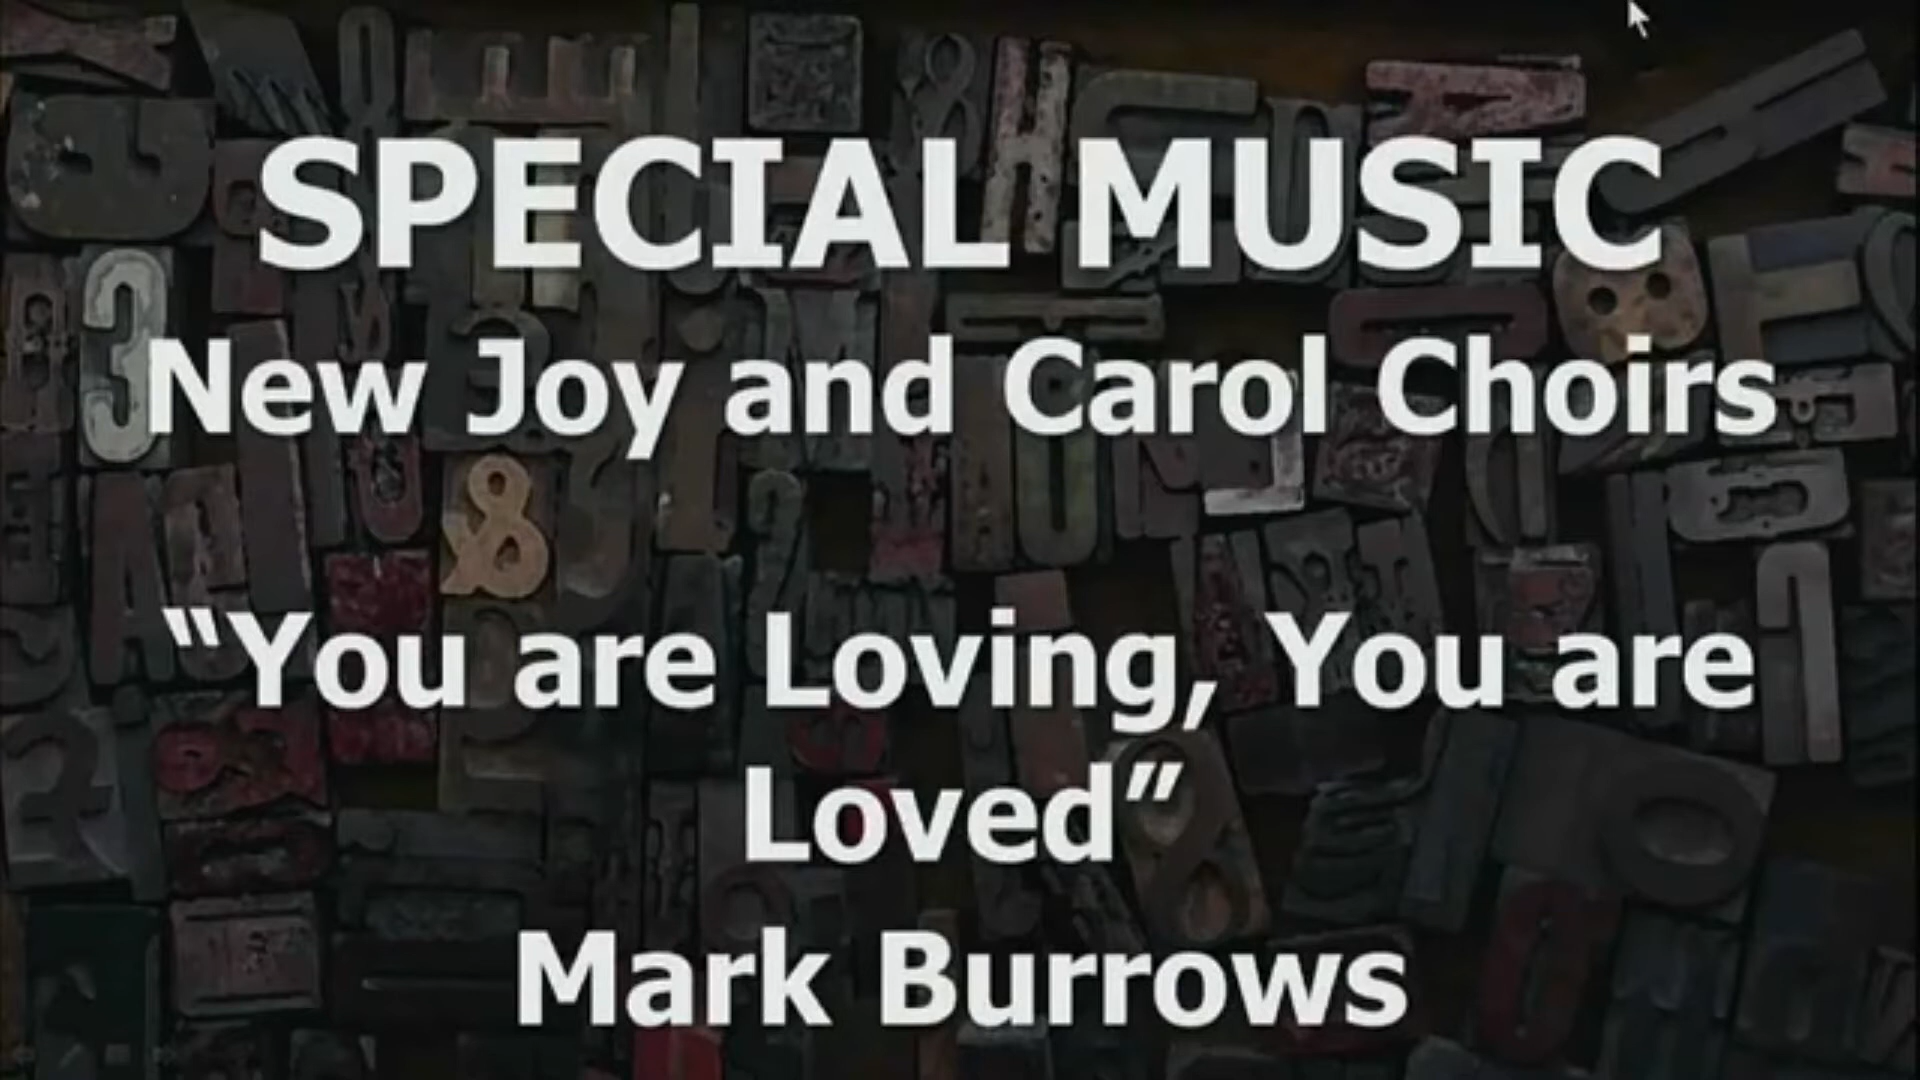 SPECIAL MUSIC
New Joy and Carol Choirs
“You are Loving, You are
Loved”
Mark Burrows